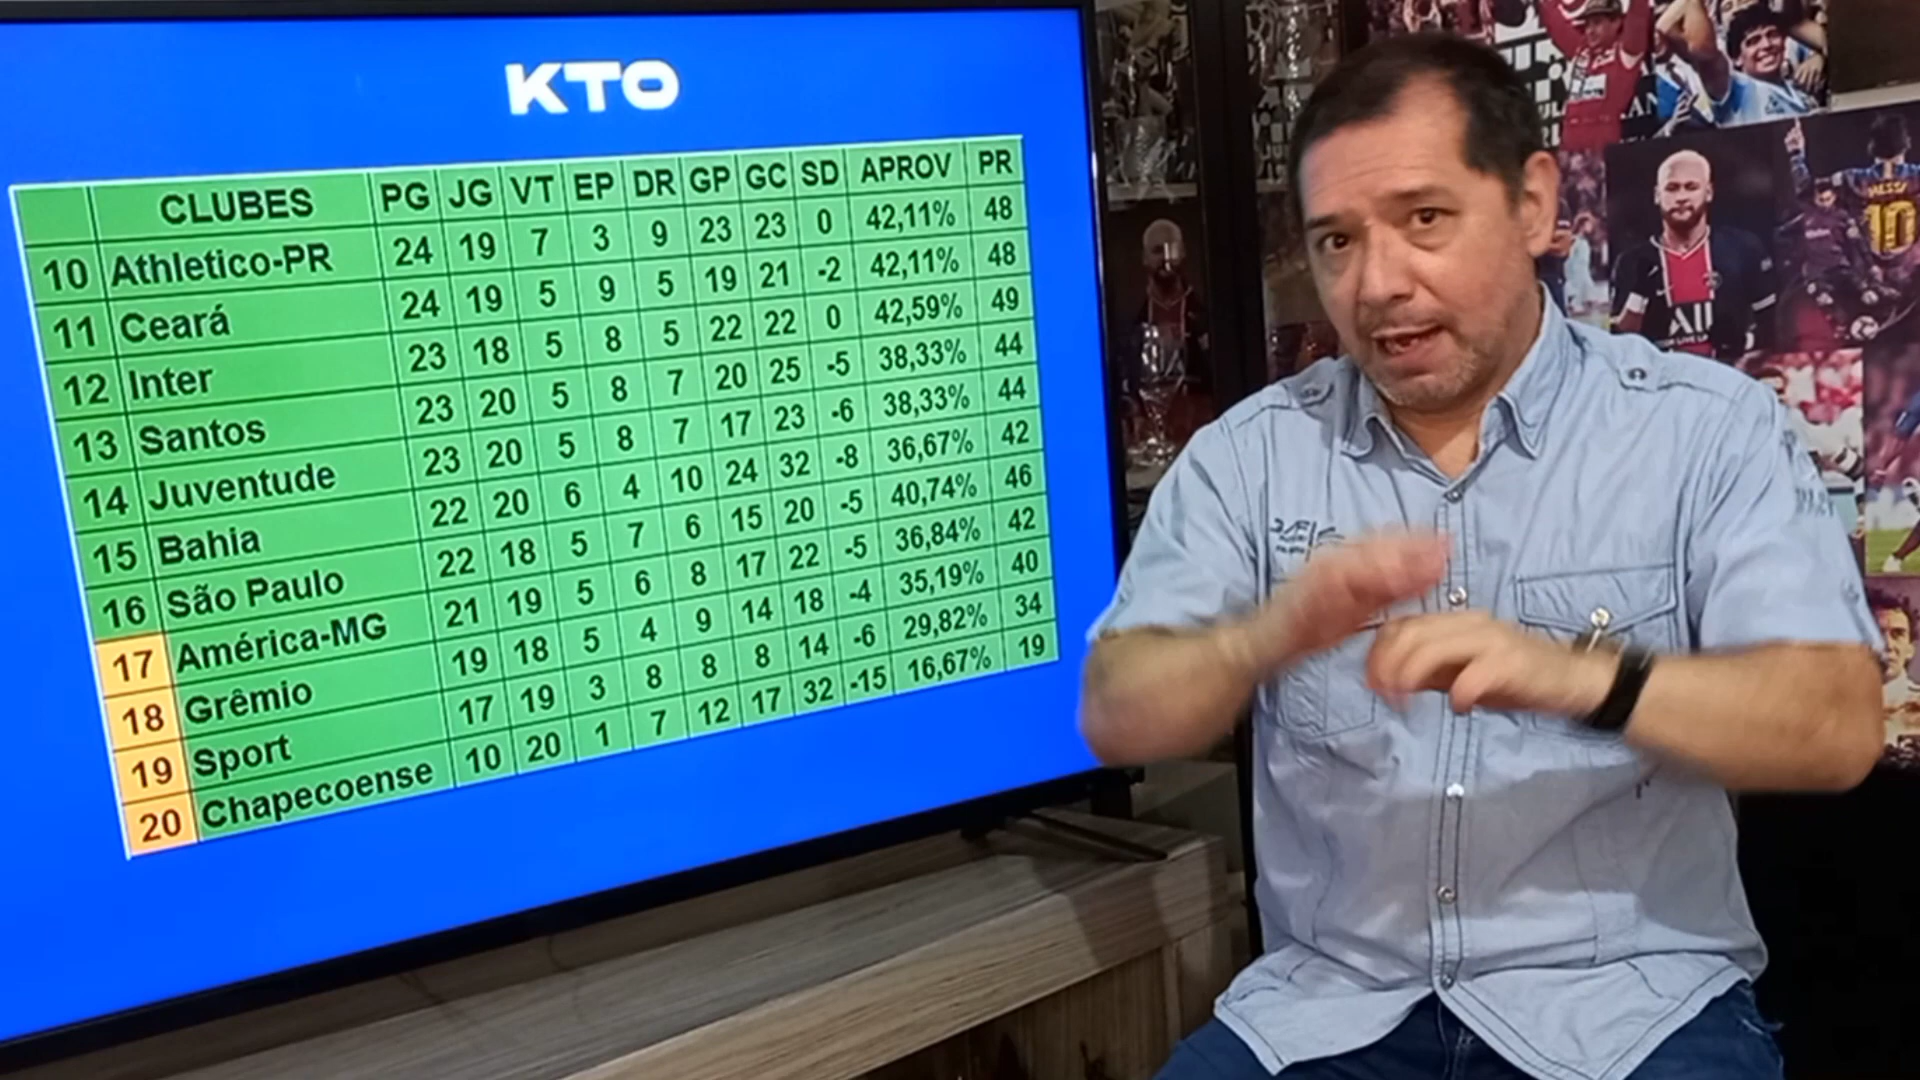 KTO
CLUBES PG JG VT EP DR GP GC SD APROV PR
10 Athletico-PR 24 19 7 3 9 23 23 0 42,11% 48
11 Ceará 24 19 5 9 5 19 21 -2 42,11% 48
12 Inter 23 18 5 8 5 22 22 0 42,59% 49
13 Santos 23 20 5 8 7 20 25 -5 38,33% 44
14 Juventude 23 20 5 8 7 17 23 -6 38,33% 44
15 Bahia 22 20 6 4 10 24 32 -8 36,67% 42
16 São Paulo 22 18 5 7 6 15 20 -5 40,74% 46
17 América-MG 21 19 5 6 8 17 22 -5 36,84% 42
18 Grêmio 19 18 5 4 9 14 18 -4 35,19% 40
19 Sport 17 19 3 8 8 8 14 -6 29,82% 34
20 Chapecoense 10 20 1 7 12 17 32 -15 16,67% 19
MESSI
10
ALL